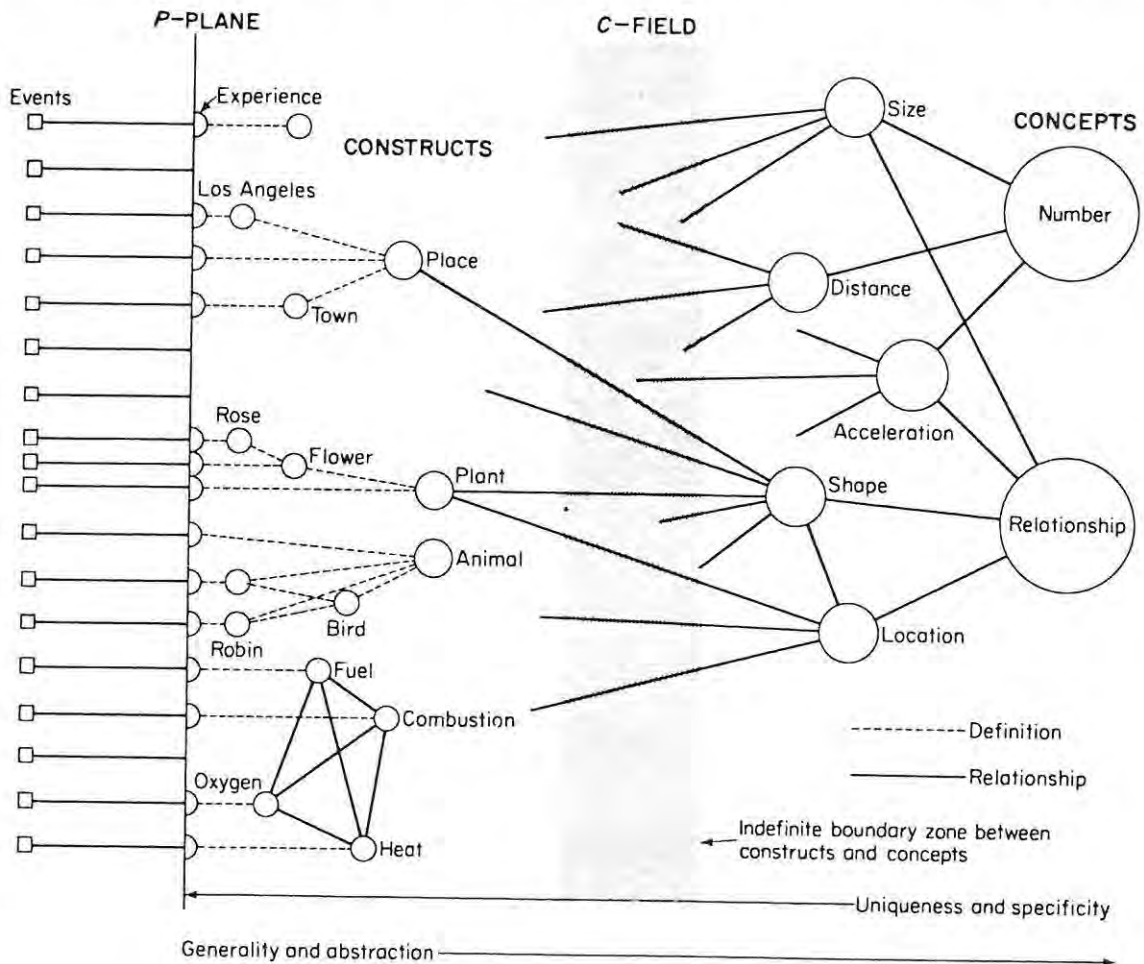 P-PLANE
C-FIELD
Events
Experience
CONSTRUCTS
Size
CONCEPTS
Los Angeles
Number
Place
Distance
Town
Rose
Acceleration
Flower
Plant
Shape
Relationship
Animal
Bird
Robin
Location
Fuel
Combustion
Definition
Oxygen
Relationship
Indefinite boundary zone between
constructs and concepts
Heat
Uniqueness and specificity
Generality and abstraction